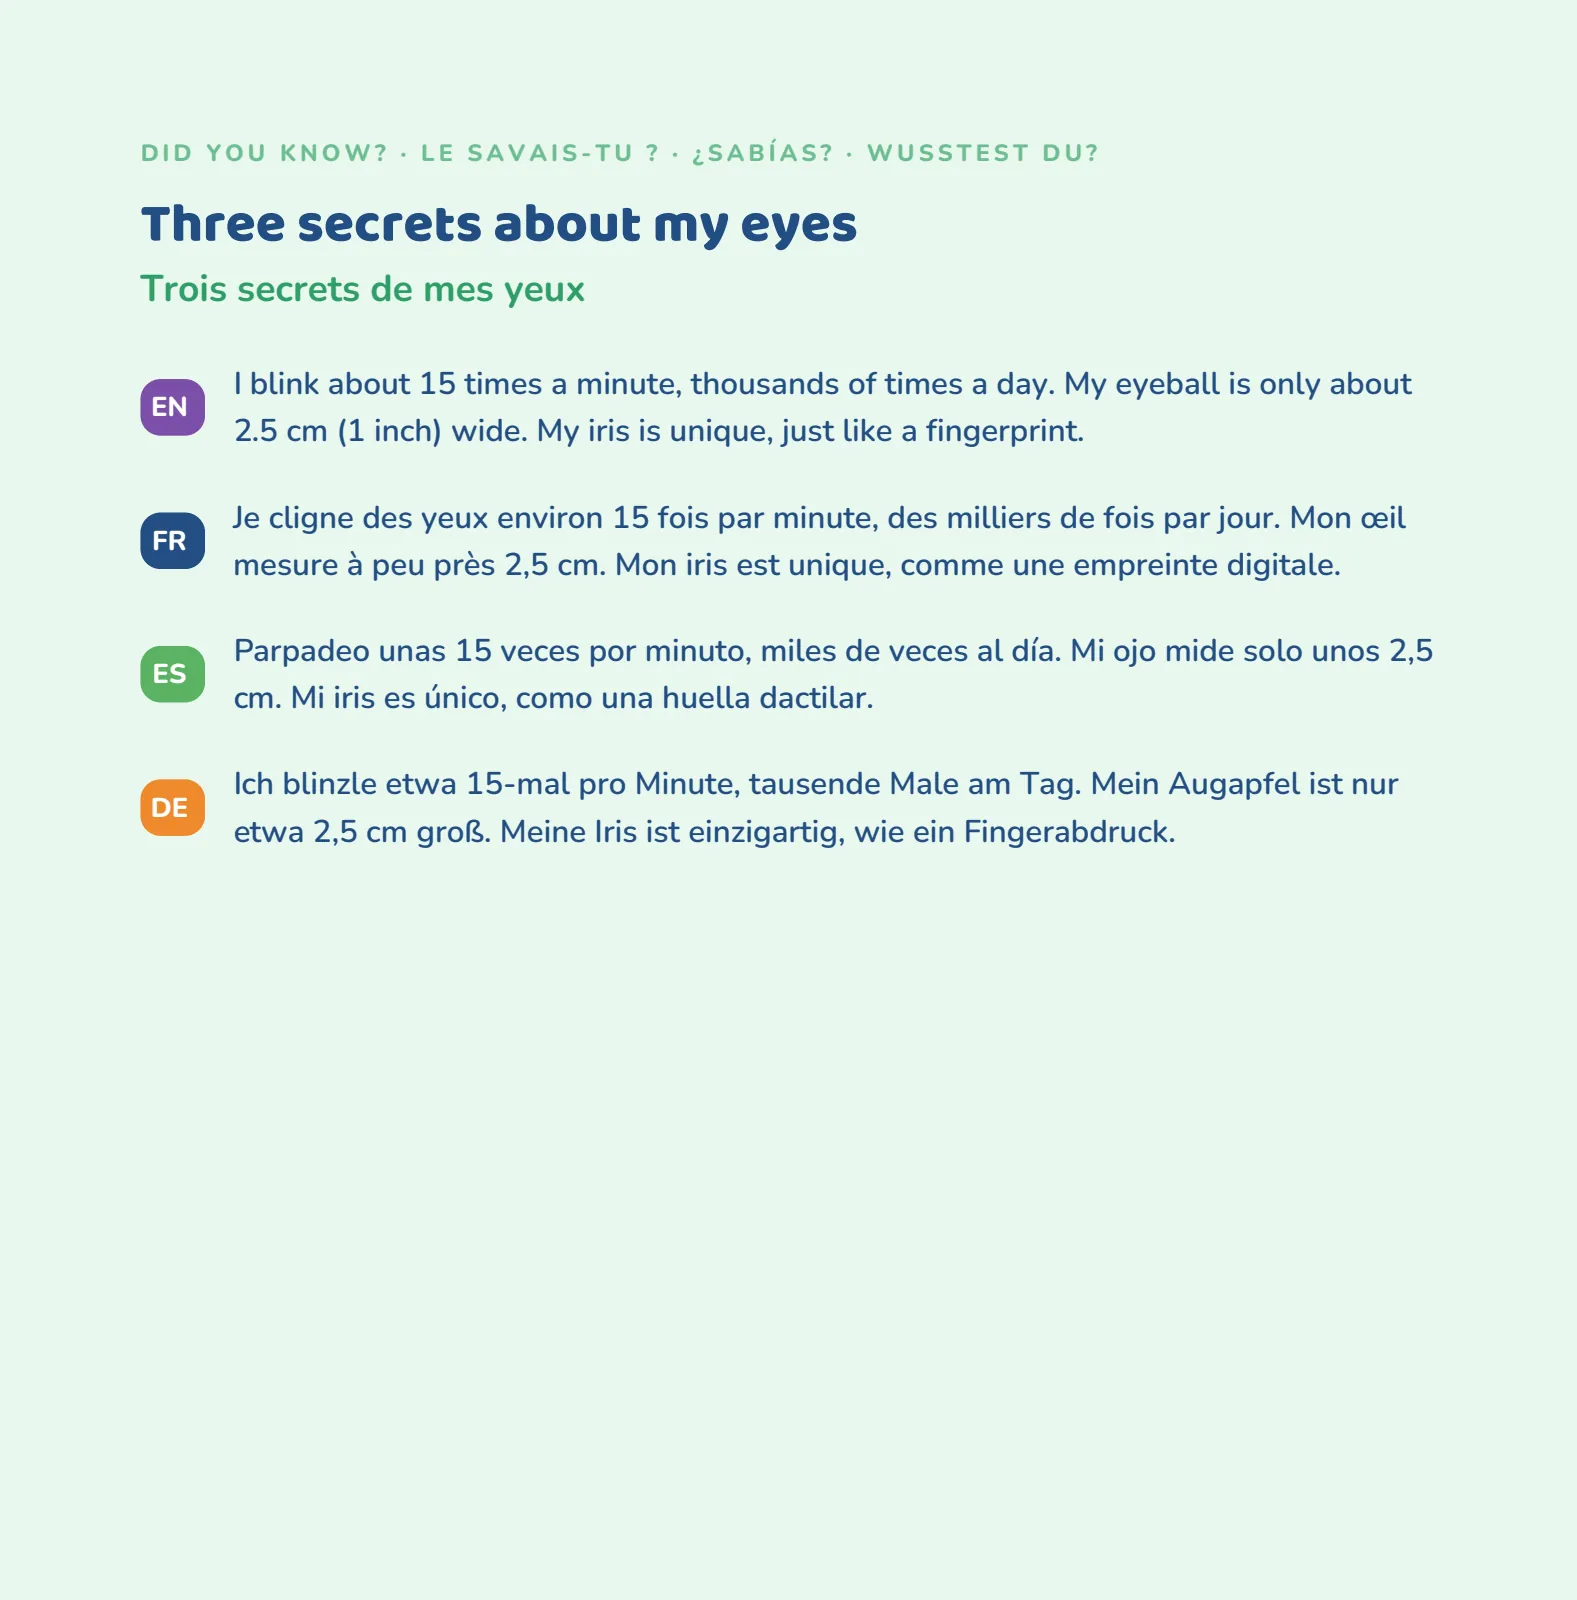 DID YOU KNOW? · LE SAVAIS-TU ? · ¿SABÍAS? · WUSSTEST DU?
Three secrets about my eyes
Trois secrets de mes yeux
EN
I blink about 15 times a minute, thousands of times a day. My eyeball is only about
2.5 cm (1 inch) wide. My iris is unique, just like a fingerprint.
FR
Je cligne des yeux environ 15 fois par minute, des milliers de fois par jour. Mon œil
mesure à peu près 2,5 cm. Mon iris est unique, comme une empreinte digitale.
ES
Parpadeo unas 15 veces por minuto, miles de veces al día. Mi ojo mide solo unos 2,5
cm. Mi iris es único, como una huella dactilar.
DE
Ich blinzle etwa 15-mal pro Minute, tausende Male am Tag. Mein Augapfel ist nur
etwa 2,5 cm groß. Meine Iris ist einzigartig, wie ein Fingerabdruck.